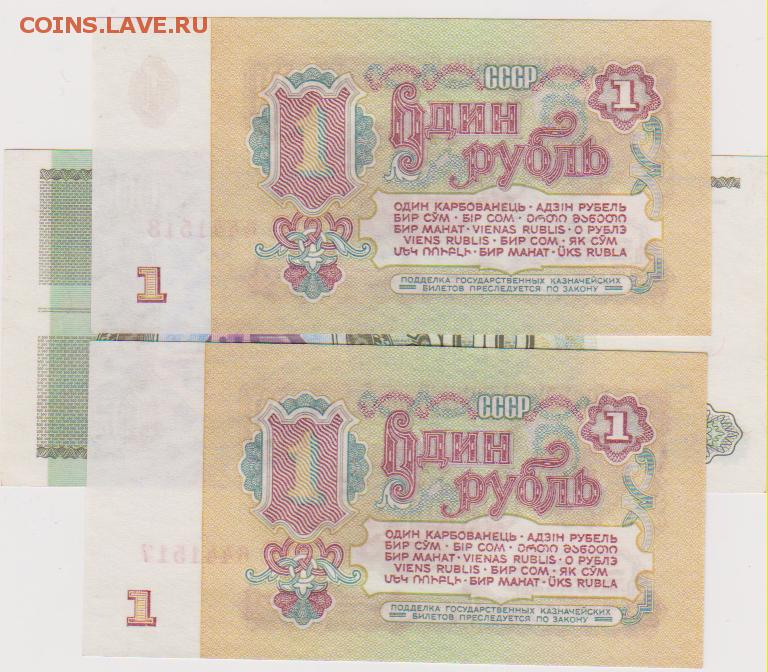 COINS.LAVE.RU
СССР
1
1
Один
рубль
ОДИН КАРБОВАНЕЦЬ · АДЗІН РУБЕЛЬ
БИР СЎМ · БІР СОМ · ᲔᲠᲗᲘ ᲛᲐᲜᲔᲗᲘ
БИР МАНАТ · VIENAS RUBLIS · О РУБЛЭ
VIENS RUBLIS · БИР СОМ · ЯК СЎМ
ՄԵԿ ՌՈՒԲԼԻ · БИР МАНАТ · ÜKS RUBLA
ПОДДЕЛКА ГОСУДАРСТВЕННЫХ КАЗНАЧЕЙСКИХ
БИЛЕТОВ ПРЕСЛЕДУЕТСЯ ПО ЗАКОНУ
1
СССР
1
1
Один
рубль
ОДИН КАРБОВАНЕЦЬ · АДЗІН РУБЕЛЬ
БИР СЎМ · БІР СОМ · ᲔᲠᲗᲘ ᲛᲐᲜᲔᲗᲘ
БИР МАНАТ · VIENAS RUBLIS · О РУБЛЭ
VIENS RUBLIS · БИР СОМ · ЯК СЎМ
ՄԵԿ ՌՈՒԲԼԻ · БИР МАНАТ · ÜKS RUBLA
ПОДДЕЛКА ГОСУДАРСТВЕННЫХ КАЗНАЧЕЙСКИХ
БИЛЕТОВ ПРЕСЛЕДУЕТСЯ ПО ЗАКОНУ
1